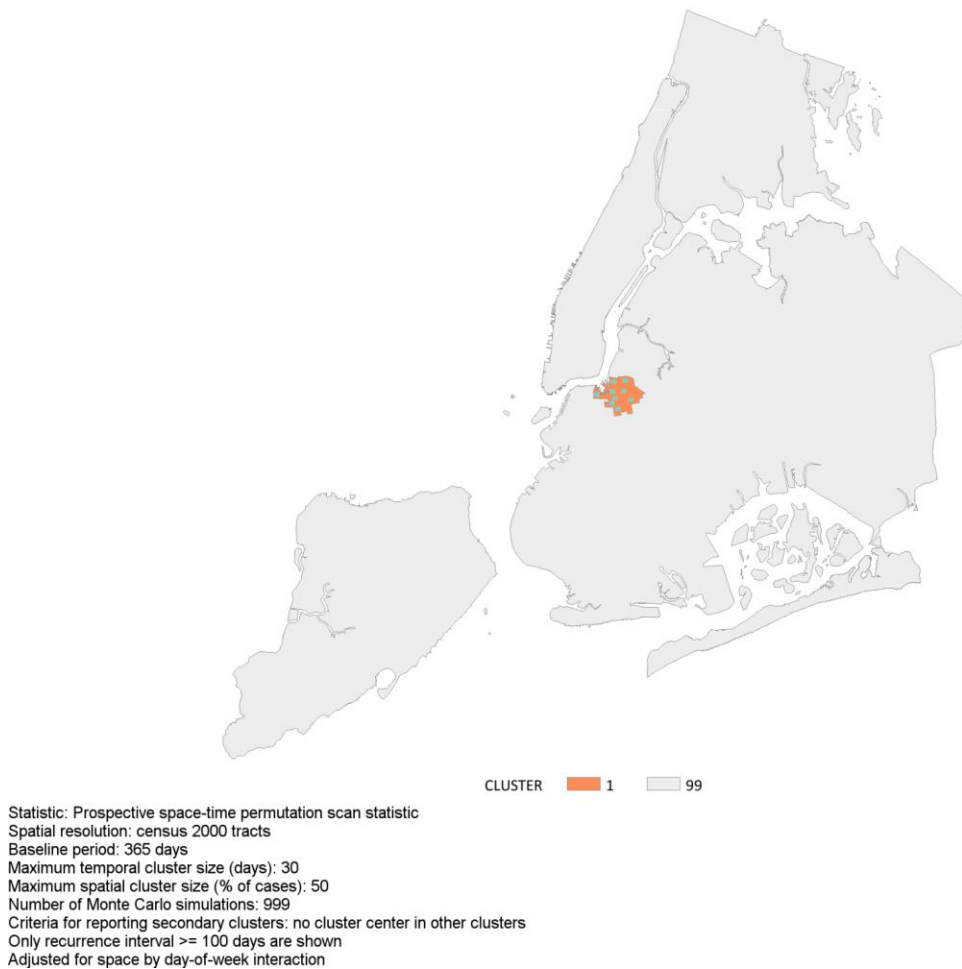 CLUSTER 1 99
Statistic: Prospective space-time permutation scan statistic
Spatial resolution: census 2000 tracts
Baseline period: 365 days
Maximum temporal cluster size (days): 30
Maximum spatial cluster size (% of cases): 50
Number of Monte Carlo simulations: 999
Criteria for reporting secondary clusters: no cluster center in other clusters
Only recurrence interval >= 100 days are shown
Adjusted for space by day-of-week interaction